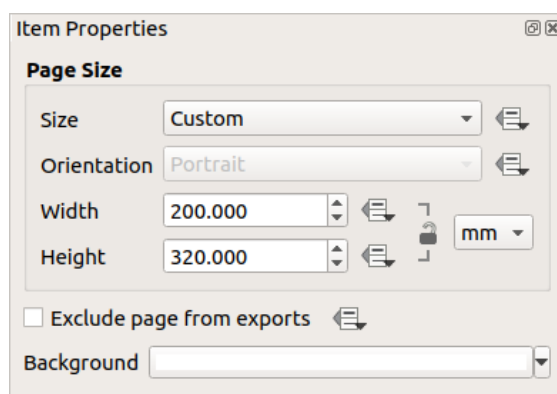 Item Properties
Page Size
Size Custom
Orientation Portrait
Width 200.000
mm
Height 320.000
Exclude page from exports
Background